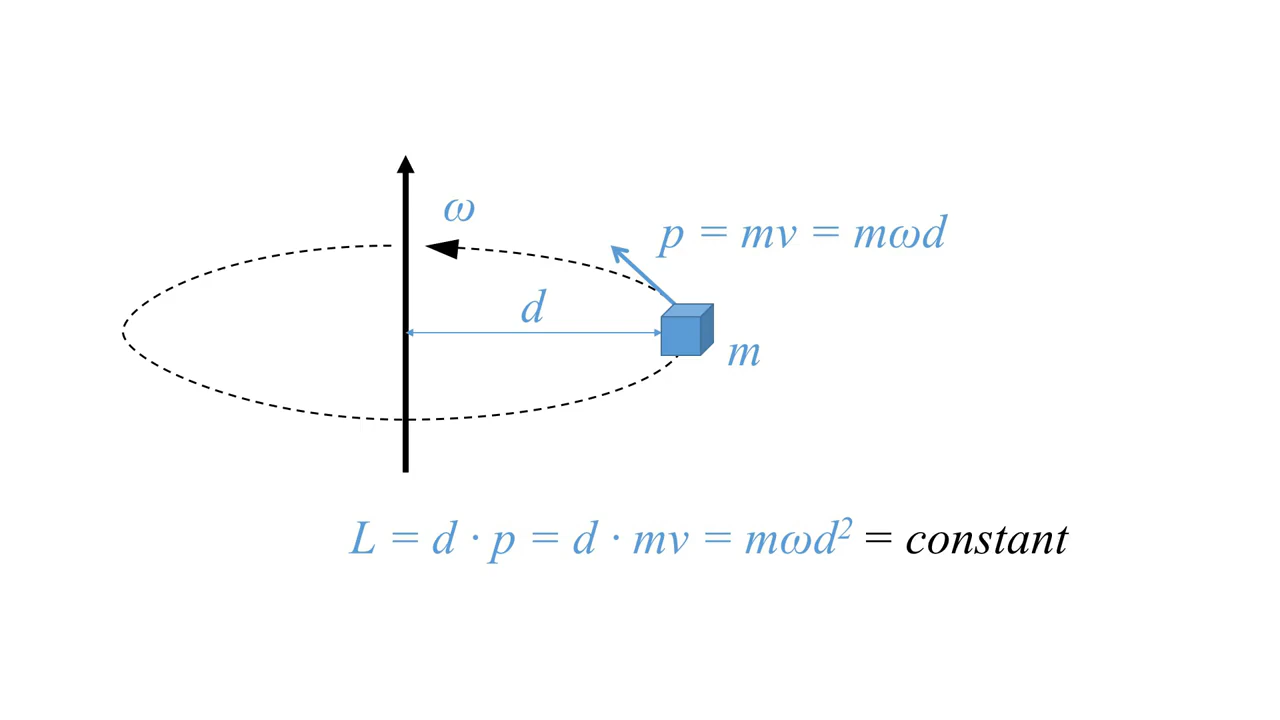 ω
p = mv = mωd
d
m
L = d · p = d · mv = mωd² = constant